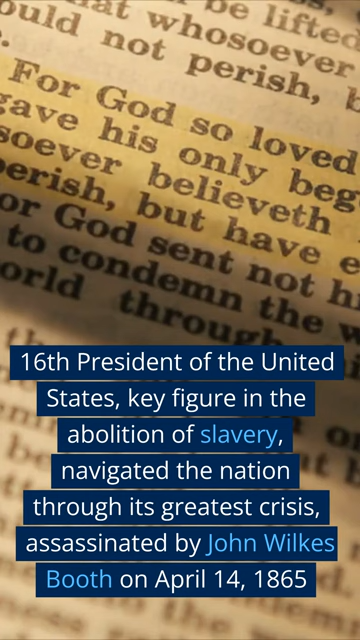 be lifted
that whosoever
ould not perish, b
For God so loved
gave his only beg
soever believeth
erish, but have e
or God sent not hi
to condemn the w
orld through
16th President of the United
States, key figure in the
abolition of slavery,
navigated the nation
through its greatest crisis,
assassinated by John Wilkes
Booth on April 14, 1865